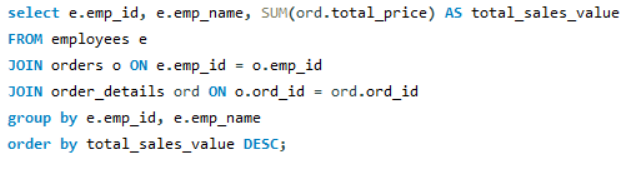 select e.emp_id, e.emp_name, SUM(ord.total_price) AS total_sales_value
FROM employees e
JOIN orders o ON e.emp_id = o.emp_id
JOIN order_details ord ON o.ord_id = ord.ord_id
group by e.emp_id, e.emp_name
order by total_sales_value DESC;